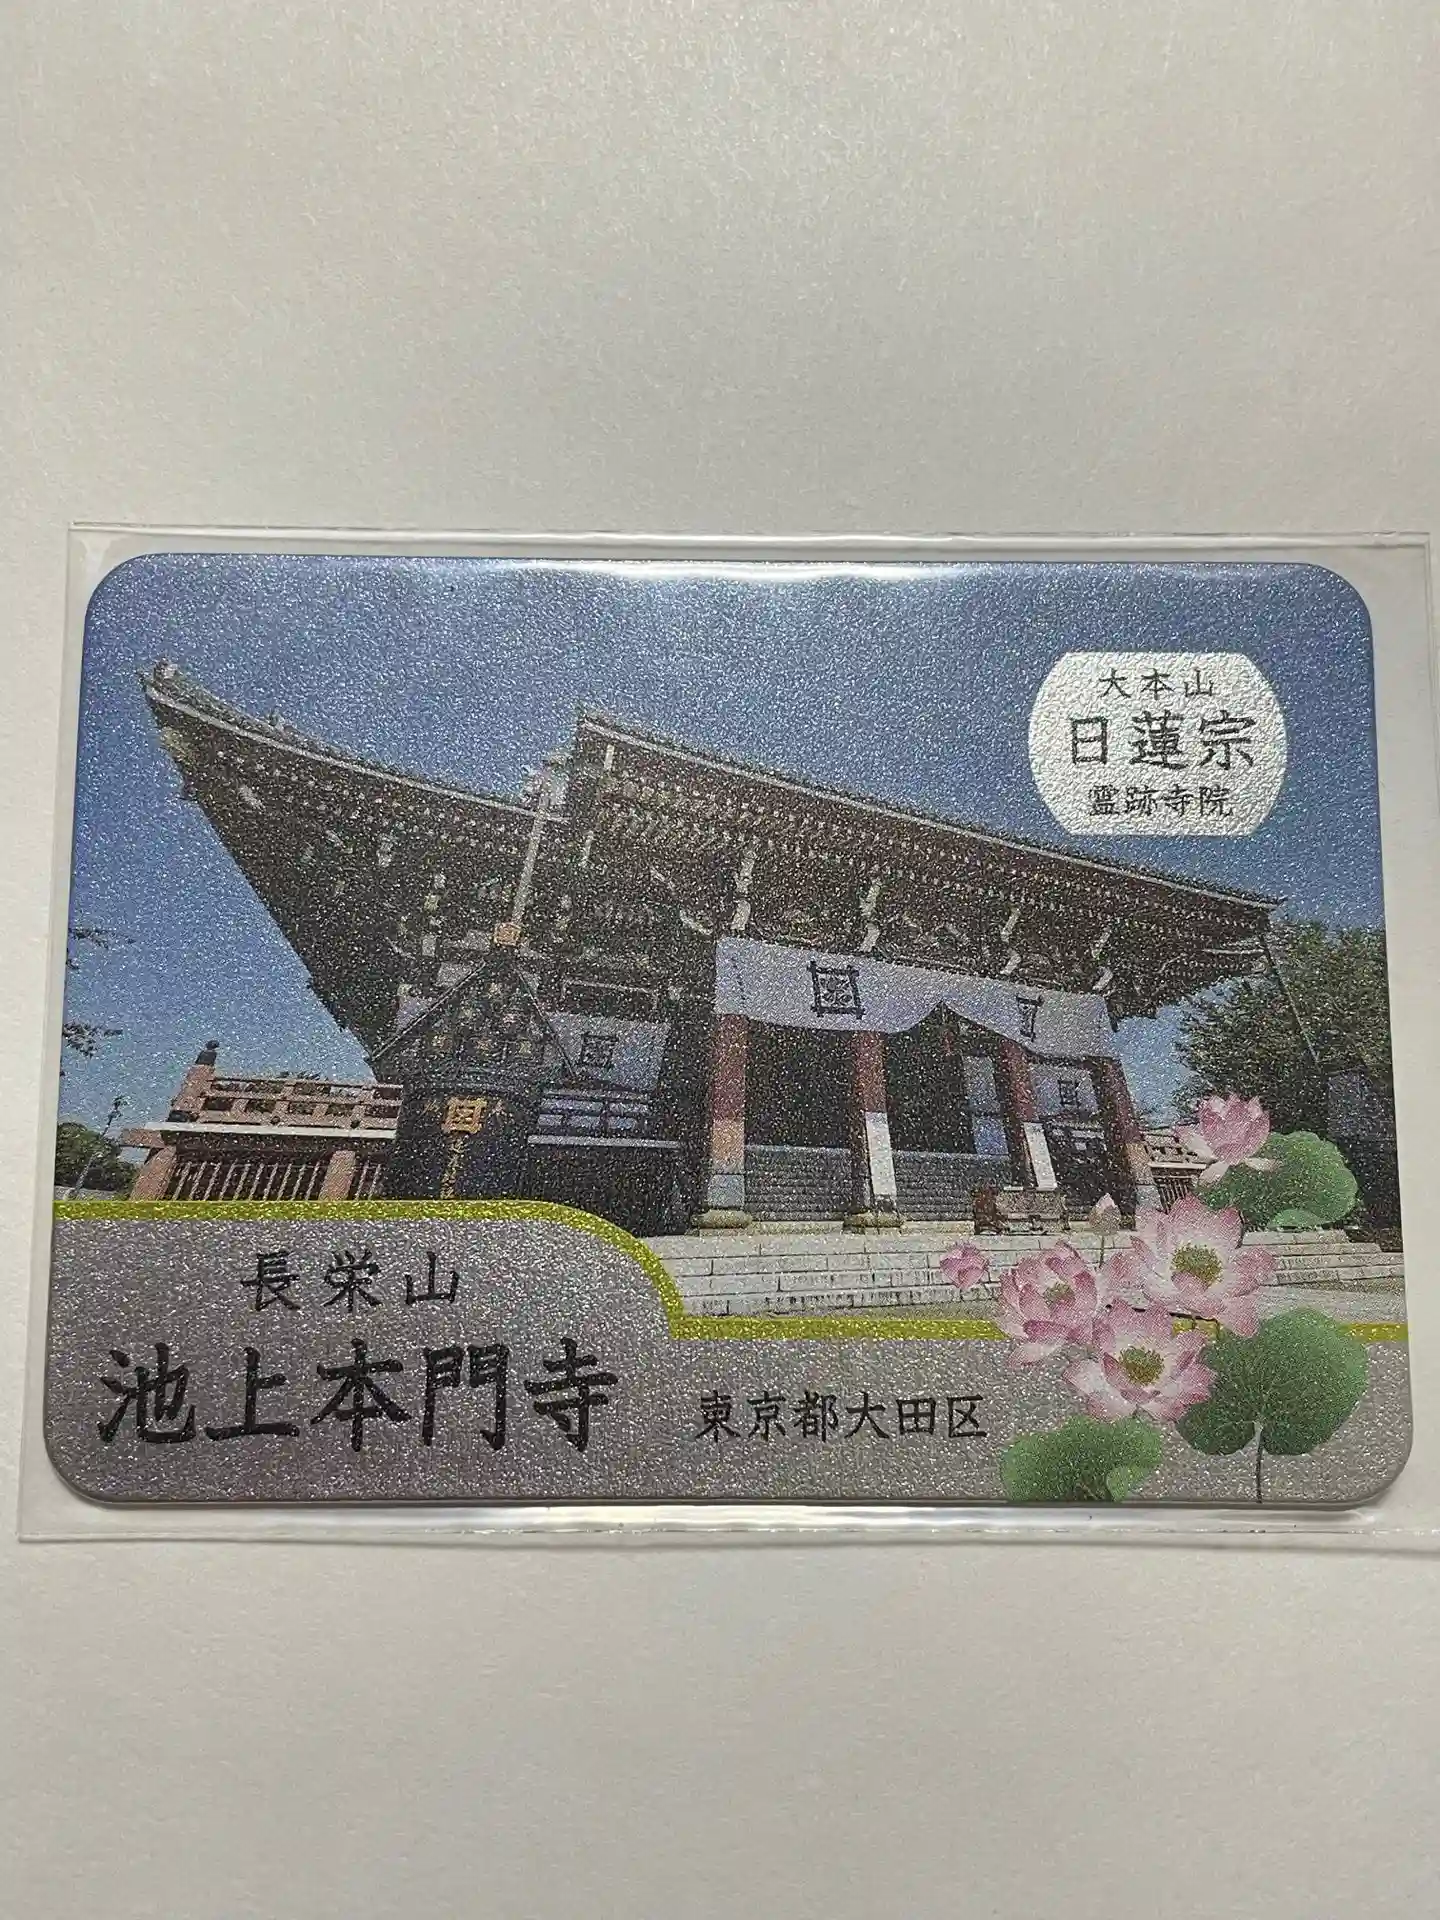 大本山
日蓮宗
霊跡寺院
長栄山
池上本門寺
東京都大田区